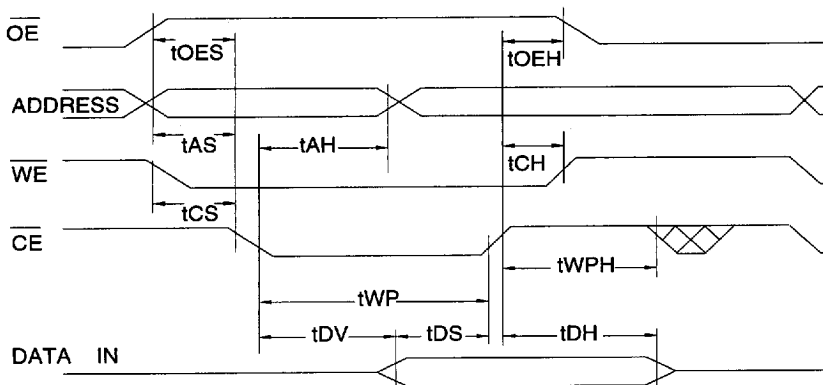 OE
tOES
tOEH
ADDRESS
tAS
tAH
tCH
WE
tCS
CE
tWPH
tWP
tDV
tDS
tDH
DATA IN